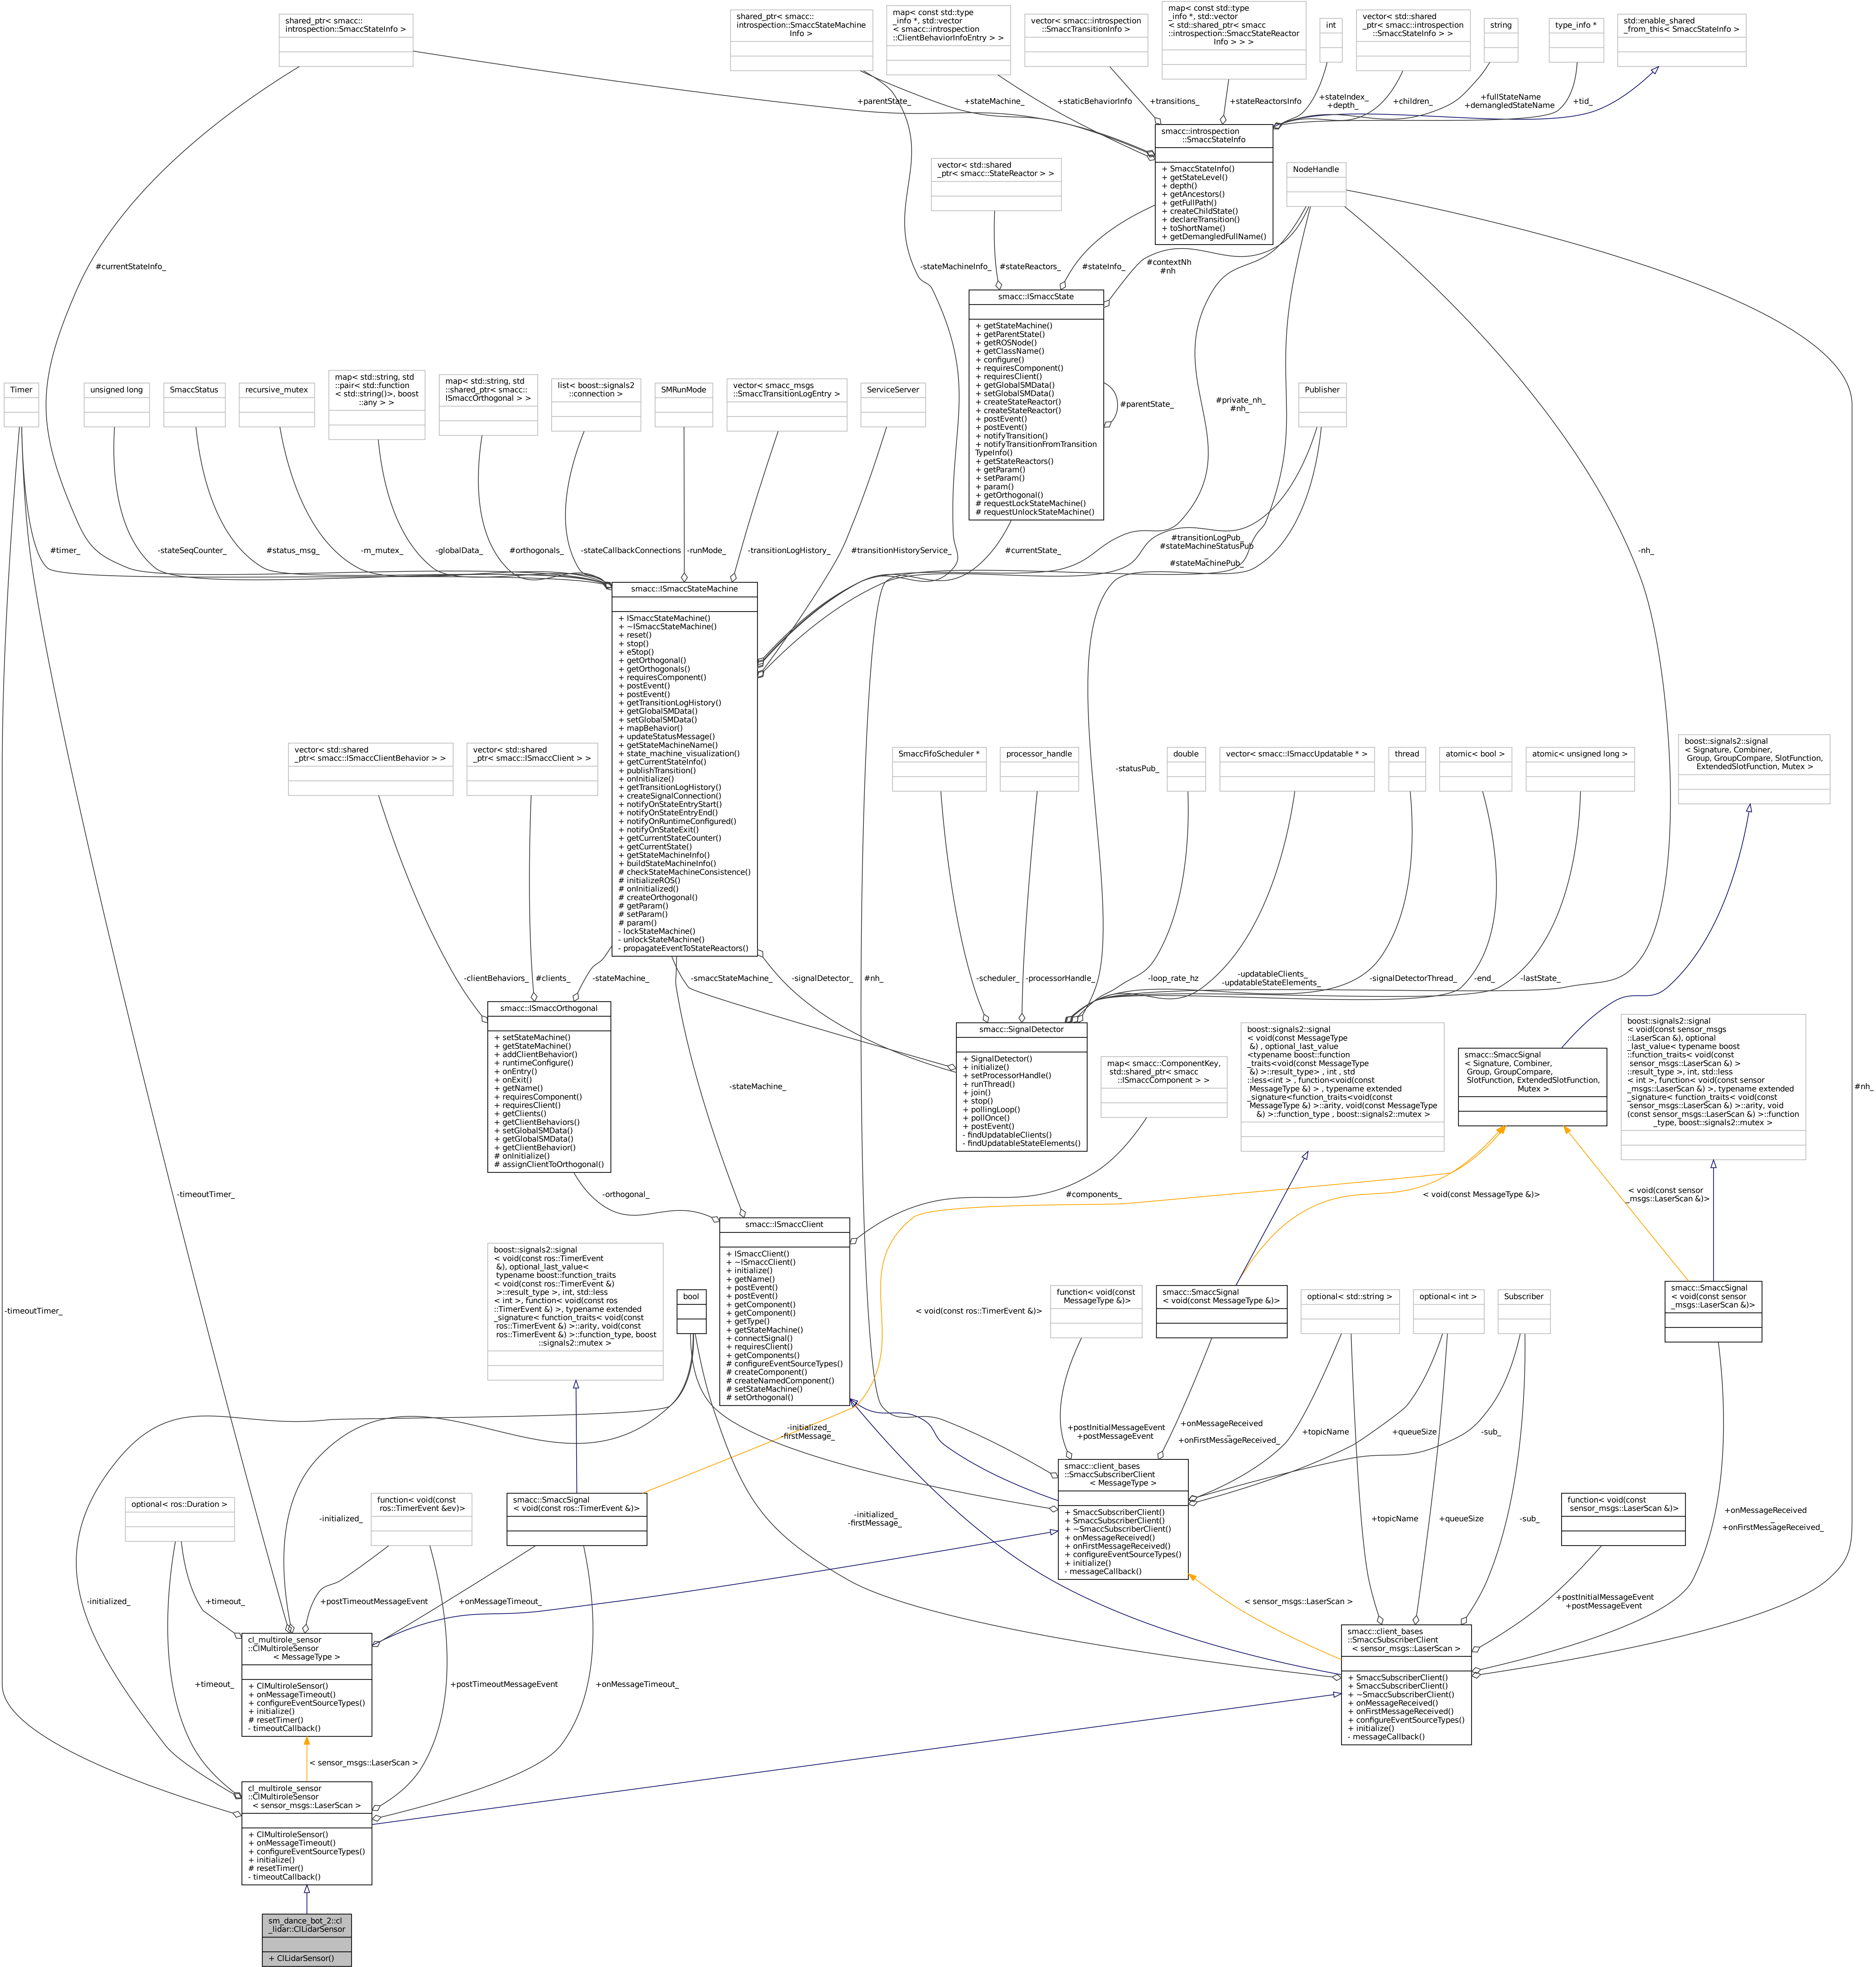 shared_ptr< smacc::
introspection::SmaccStateInfo >
shared_ptr< smacc::
introspection::SmaccStateMachine
Info >
map< const std::type
_info *, std::vector
< smacc::introspection
::ClientBehaviorInfoEntry > >
vector< smacc::introspection
::SmaccTransitionInfo >
map< const std::type
_info *, std::vector
< std::shared_ptr< smacc
::introspection::SmaccStateReactor
Info > > >
int
vector< std::shared
_ptr< smacc::introspection
::SmaccStateInfo > >
string
type_info *
std::enable_shared
_from_this< SmaccStateInfo >
+parentState_
+stateMachine_
+staticBehaviorInfo
+transitions_
+stateReactorsInfo
+stateIndex_
+depth_
+children_
+fullStateName
+demangledStateName
+tid_
smacc::introspection
::SmaccStateInfo
+ SmaccStateInfo()
+ getStateLevel()
+ depth()
+ getAncestors()
+ getFullPath()
+ createChildState()
+ declareTransition()
+ toShortName()
+ getDemangledFullName()
vector< std::shared
_ptr< smacc::StateReactor > >
NodeHandle
#currentStateInfo_
-stateMachineInfo_
#stateReactors_
#stateInfo_
#contextNh
#nh
smacc::ISmaccState
+ getStateMachine()
+ getParentState()
+ getROSNode()
+ getClassName()
+ configure()
+ requiresComponent()
+ requiresClient()
+ getGlobalSMData()
+ setGlobalSMData()
+ createStateReactor()
+ createStateReactor()
+ postEvent()
+ postEvent()
+ notifyTransition()
+ notifyTransitionFromTransition
TypeInfo()
+ getStateReactors()
+ getParam()
+ setParam()
+ param()
+ getOrthogonal()
# requestLockStateMachine()
# requestUnlockStateMachine()
#parentState_
#private_nh_
#nh_
Publisher
Timer
unsigned long
SmaccStatus
recursive_mutex
map< std::string, std
::pair< std::function
< std::string()>, boost
::any > >
map< std::string, std
::shared_ptr< smacc::
ISmaccOrthogonal > >
list< boost::signals2
::connection >
SMRunMode
vector< smacc_msgs
::SmaccTransitionLogEntry >
ServiceServer
#timer_
-stateSeqCounter_
#status_msg_
-m_mutex_
-globalData_
#orthogonals_
-stateCallbackConnections
-runMode_
-transitionLogHistory_
#transitionHistoryService_
#currentState_
#transitionLogPub_
#stateMachineStatusPub
_
#stateMachinePub_
-nh_
smacc::ISmaccStateMachine
+ ISmaccStateMachine()
+ ~ISmaccStateMachine()
+ reset()
+ stop()
+ eStop()
+ getOrthogonal()
+ getOrthogonals()
+ requiresComponent()
+ postEvent()
+ postEvent()
+ getTransitionLogHistory()
+ getGlobalSMData()
+ setGlobalSMData()
+ mapBehavior()
+ updateStatusMessage()
+ getStateMachineName()
+ state_machine_visualization()
+ getCurrentStateInfo()
+ publishTransition()
+ onInitialize()
+ getTransitionLogHistory()
+ createSignalConnection()
+ notifyOnStateEntryStart()
+ notifyOnStateEntryEnd()
+ notifyOnRuntimeConfigured()
+ notifyOnStateExit()
+ getCurrentStateCounter()
+ getCurrentState()
+ getStateMachineInfo()
+ buildStateMachineInfo()
# checkStateMachineConsistence()
# initializeROS()
# onInitialized()
# createOrthogonal()
# getParam()
# setParam()
# param()
- lockStateMachine()
- unlockStateMachine()
- propagateEventToStateReactors()
vector< std::shared
_ptr< smacc::ISmaccClientBehavior > >
vector< std::shared
_ptr< smacc::ISmaccClient > >
SmaccFifoScheduler *
processor_handle
-statusPub_
double
vector< smacc::ISmaccUpdatable * >
thread
atomic< bool >
atomic< unsigned long >
boost::signals2::signal
< Signature, Combiner,
Group, GroupCompare, SlotFunction,
ExtendedSlotFunction, Mutex >
-clientBehaviors_
#clients_
-stateMachine_
-smaccStateMachine_
-signalDetector_
#nh_
-scheduler_
-processorHandle_
-loop_rate_hz
-updatableClients_
-updatableStateElements_
-signalDetectorThread_
-end_
-lastState_
smacc::ISmaccOrthogonal
+ setStateMachine()
+ getStateMachine()
+ addClientBehavior()
+ runtimeConfigure()
+ onEntry()
+ onExit()
+ getName()
+ requiresComponent()
+ requiresClient()
+ getClients()
+ getClientBehaviors()
+ setGlobalSMData()
+ getGlobalSMData()
+ getClientBehavior()
# onInitialize()
# assignClientToOrthogonal()
-stateMachine_
smacc::SignalDetector
+ SignalDetector()
+ initialize()
+ setProcessorHandle()
+ runThread()
+ join()
+ stop()
+ pollingLoop()
+ pollOnce()
+ postEvent()
- findUpdatableClients()
- findUpdatableStateElements()
map< smacc::ComponentKey,
std::shared_ptr< smacc
::ISmaccComponent > >
boost::signals2::signal
< void(const MessageType
&) , optional_last_value
<typename boost::function
_traits<void(const MessageType
&) >::result_type> , int , std
::less<int > , function<void(const
MessageType &) > , typename extended
_signature<function_traits<void(const
MessageType &) >::arity, void(const MessageType
&) >::function_type , boost::signals2::mutex >
smacc::SmaccSignal
< Signature, Combiner,
Group, GroupCompare,
SlotFunction, ExtendedSlotFunction,
Mutex >
boost::signals2::signal
< void(const sensor_msgs
::LaserScan &), optional
_last_value< typename boost
::function_traits< void(const
sensor_msgs::LaserScan &) >
::result_type >, int, std::less
< int >, function< void(const sensor
_msgs::LaserScan &) >, typename extended
_signature< function_traits< void(const
sensor_msgs::LaserScan &) >::arity, void
(const sensor_msgs::LaserScan &) >::function
_type, boost::signals2::mutex >
#nh_
-timeoutTimer_
-orthogonal_
#components_
< void(const MessageType &)>
< void(const sensor
_msgs::LaserScan &)>
smacc::ISmaccClient
+ ISmaccClient()
+ ~ISmaccClient()
+ initialize()
+ getName()
+ postEvent()
+ postEvent()
+ getComponent()
+ getComponent()
+ getType()
+ getStateMachine()
+ connectSignal()
+ requiresClient()
+ getComponents()
# configureEventSourceTypes()
# createComponent()
# createNamedComponent()
# setStateMachine()
# setOrthogonal()
boost::signals2::signal
< void(const ros::TimerEvent
&), optional_last_value<
typename boost::function_traits
< void(const ros::TimerEvent &)
>::result_type >, int, std::less
< int >, function< void(const ros
::TimerEvent &) >, typename extended
_signature< function_traits< void(const
ros::TimerEvent &) >::arity, void(const
ros::TimerEvent &) >::function_type, boost
::signals2::mutex >
bool
-timeoutTimer_
< void(const ros::TimerEvent &)>
function< void(const
MessageType &)>
smacc::SmaccSignal
< void(const MessageType &)>
optional< std::string >
optional< int >
Subscriber
smacc::SmaccSignal
< void(const sensor
_msgs::LaserScan &)>
-initialized_
-firstMessage_
+postInitialMessageEvent
+postMessageEvent
+onMessageReceived
_
+onFirstMessageReceived_
+topicName
+queueSize
-sub_
smacc::client_bases
::SmaccSubscriberClient
< MessageType >
+ SmaccSubscriberClient()
+ SmaccSubscriberClient()
+ ~SmaccSubscriberClient()
+ onMessageReceived()
+ onFirstMessageReceived()
+ configureEventSourceTypes()
+ initialize()
- messageCallback()
optional< ros::Duration >
function< void(const
ros::TimerEvent &ev)>
smacc::SmaccSignal
< void(const ros::TimerEvent &)>
function< void(const
sensor_msgs::LaserScan &)>
-initialized_
-initialized_
-firstMessage_
+topicName
+queueSize
-sub_
+onMessageReceived
_
+onFirstMessageReceived_
-initialized_
+timeout_
+postTimeoutMessageEvent
+onMessageTimeout_
< sensor_msgs::LaserScan >
+postInitialMessageEvent
+postMessageEvent
cl_multirole_sensor
::ClMultiroleSensor
< MessageType >
+ ClMultiroleSensor()
+ onMessageTimeout()
+ configureEventSourceTypes()
+ initialize()
# resetTimer()
- timeoutCallback()
smacc::client_bases
::SmaccSubscriberClient
< sensor_msgs::LaserScan >
+ SmaccSubscriberClient()
+ SmaccSubscriberClient()
+ ~SmaccSubscriberClient()
+ onMessageReceived()
+ onFirstMessageReceived()
+ configureEventSourceTypes()
+ initialize()
- messageCallback()
+timeout_
+postTimeoutMessageEvent
+onMessageTimeout_
< sensor_msgs::LaserScan >
cl_multirole_sensor
::ClMultiroleSensor
< sensor_msgs::LaserScan >
+ ClMultiroleSensor()
+ onMessageTimeout()
+ configureEventSourceTypes()
+ initialize()
# resetTimer()
- timeoutCallback()
sm_dance_bot_2::cl
_lidar::ClLidarSensor
+ ClLidarSensor()